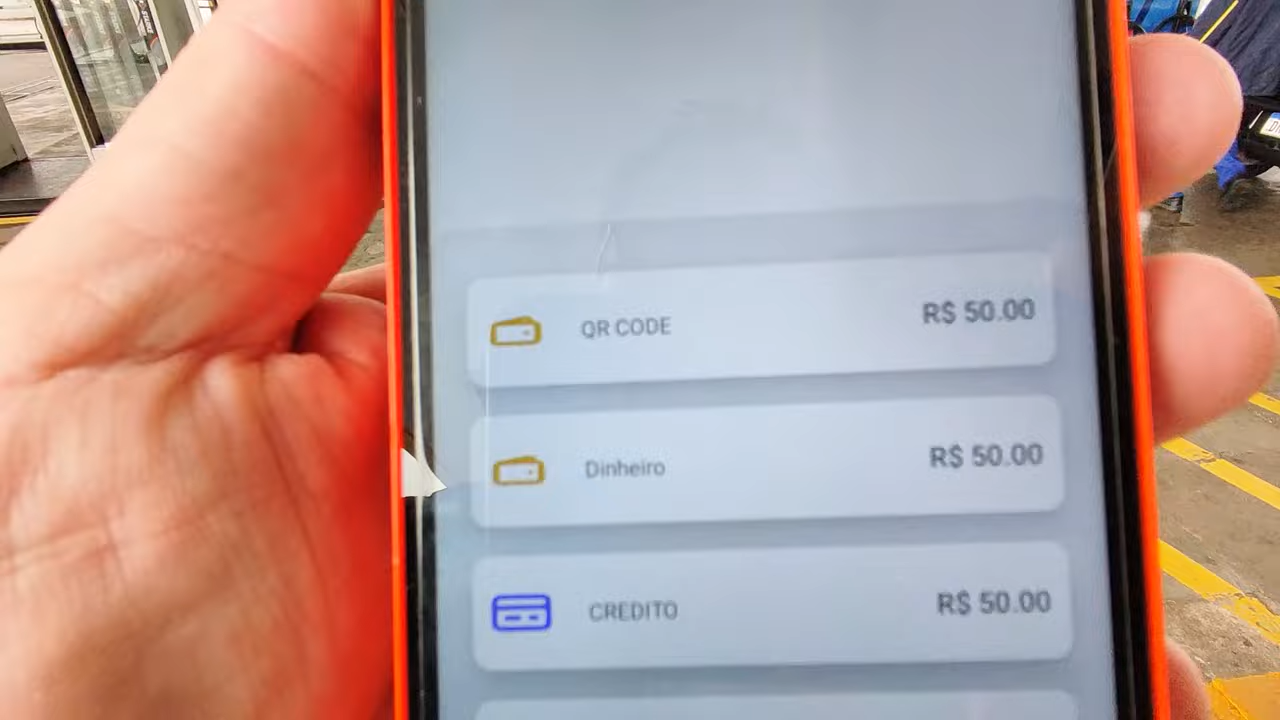 QR CODE R$ 50.00
Dinheiro R$ 50.00
CREDITO R$ 50.00